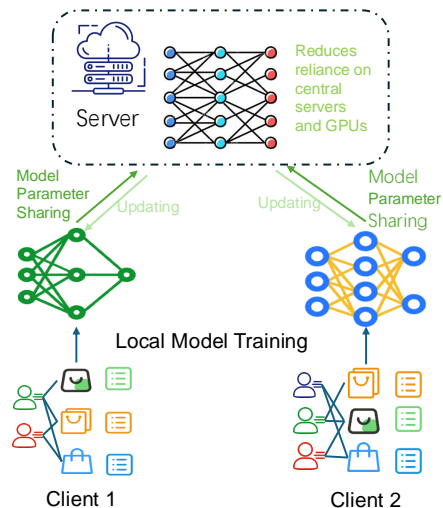 Server
Reduces
reliance on
central
servers
and GPUs
Model
Parameter
Sharing
Updating
Updating
Model
Parameter
Sharing
Local Model Training
Client 1
Client 2